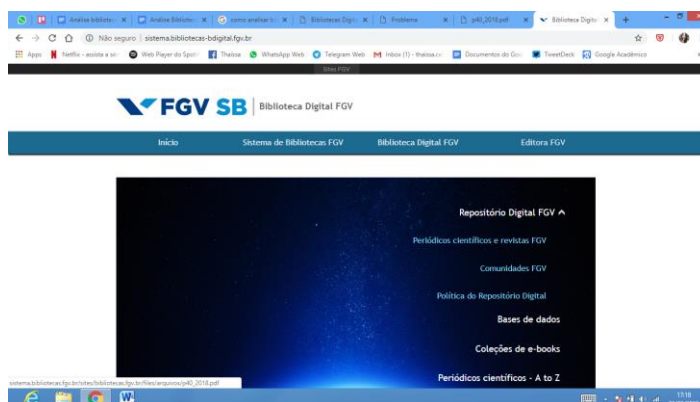 Análise bibliotec
Análise Bibliotec
como analisar b
Bibliotecas Digit
Problema
p40_2018.pdf
Biblioteca Digita
Não seguro | sistema.bibliotecas-bdigital.fgv.br
Apps
Netflix - assista a sé
Web Player do Spoti
Thaíssa
WhatsApp Web
Telegram Web
Inbox (1) - thaissa.c
Documentos do Goo
TweetDeck
Google Acadêmico
Sites FGV
FGV SB | Biblioteca Digital FGV
Início
Sistema de Bibliotecas FGV
Biblioteca Digital FGV
Editora FGV
Repositório Digital FGV
Periódicos científicos e revistas FGV
Comunidades FGV
Política do Repositório Digital
Bases de dados
Coleções de e-books
Periódicos científicos - A to Z
sistema.bibliotecas.fgv.br/sites/bibliotecas.fgv.br/files/arquivos/p40_2018.pdf
17:18